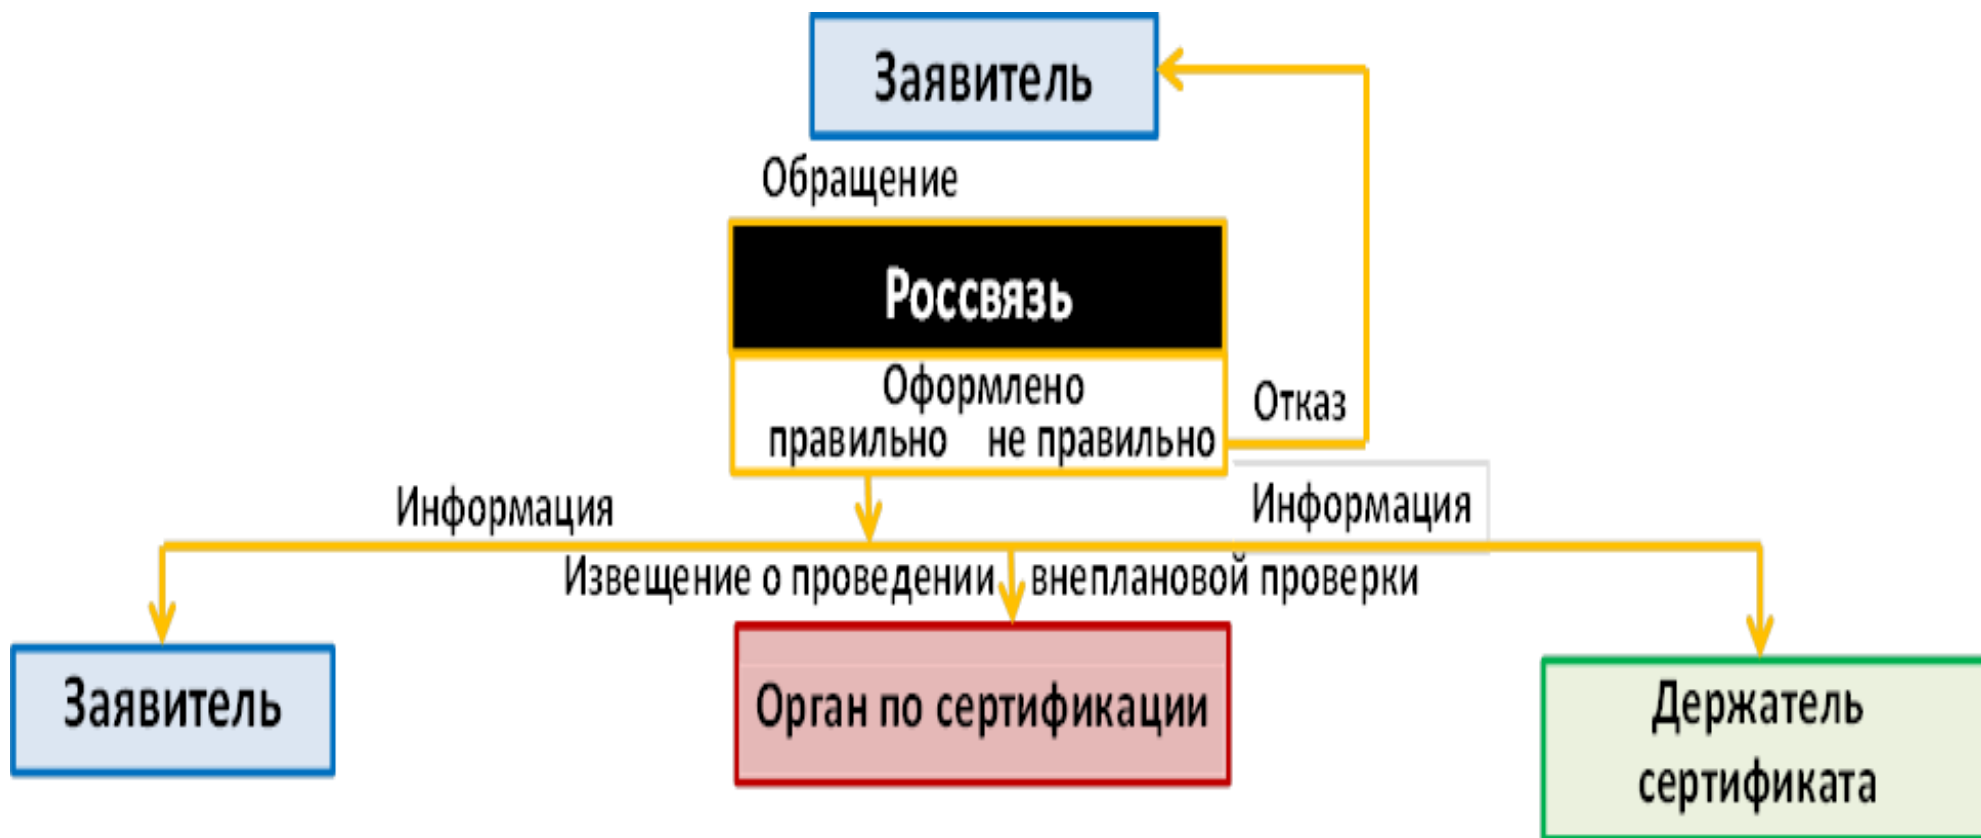 Заявитель
Обращение
Россвязь
Оформлено
правильно не правильно
Отказ
Информация
Информация
Извещение о проведении внеплановой проверки
Заявитель
Орган по сертификации
Держатель
сертификата